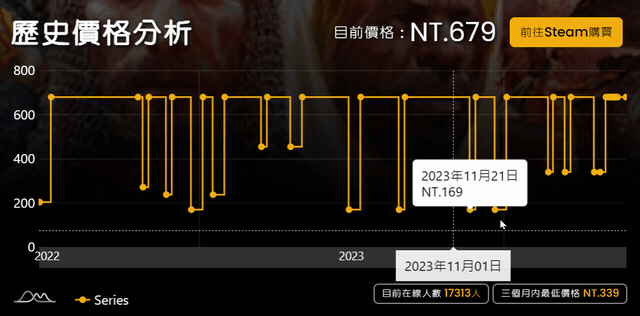 歷史價格分析
目前價格：NT.679
前往Steam購買
800
600
400
200
0
2023年11月21日
NT.169
2022
2023
2023年11月01日
DM
Series
目前在線人數 17313人
三個月內最低價格 NT.339